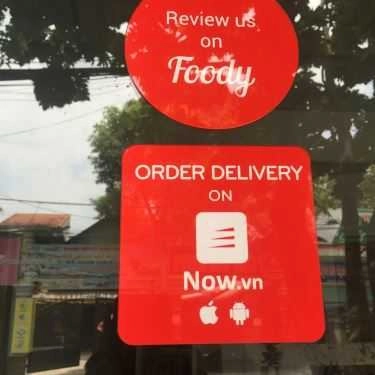 Review us
on
Foody
ORDER DELIVERY
ON
Now.vn